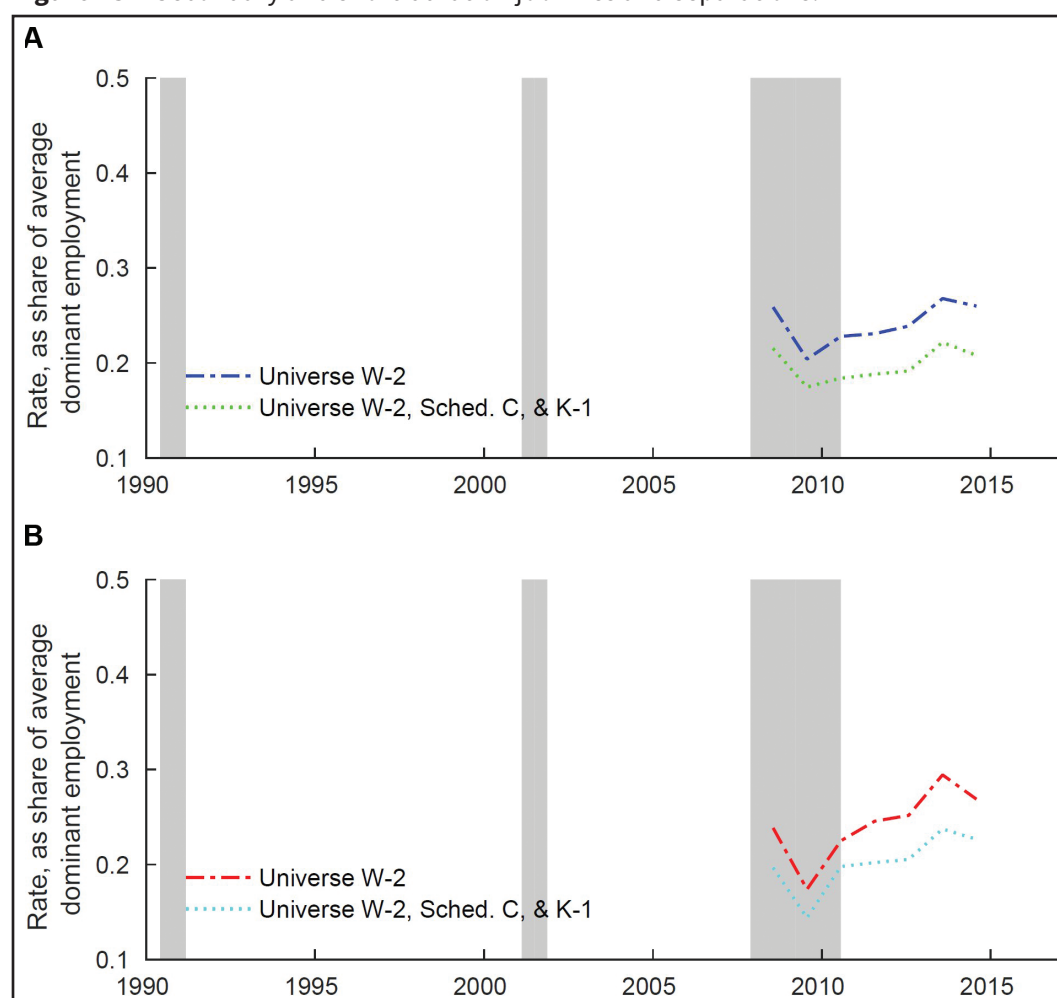 A
Rate, as share of average
dominant employment
0.5
0.4
0.3
0.2
0.1
Universe W-2
Universe W-2, Sched. C, & K-1
1990 1995 2000 2005 2010 2015
B
Rate, as share of average
dominant employment
0.5
0.4
0.3
0.2
0.1
Universe W-2
Universe W-2, Sched. C, & K-1
1990 1995 2000 2005 2010 2015